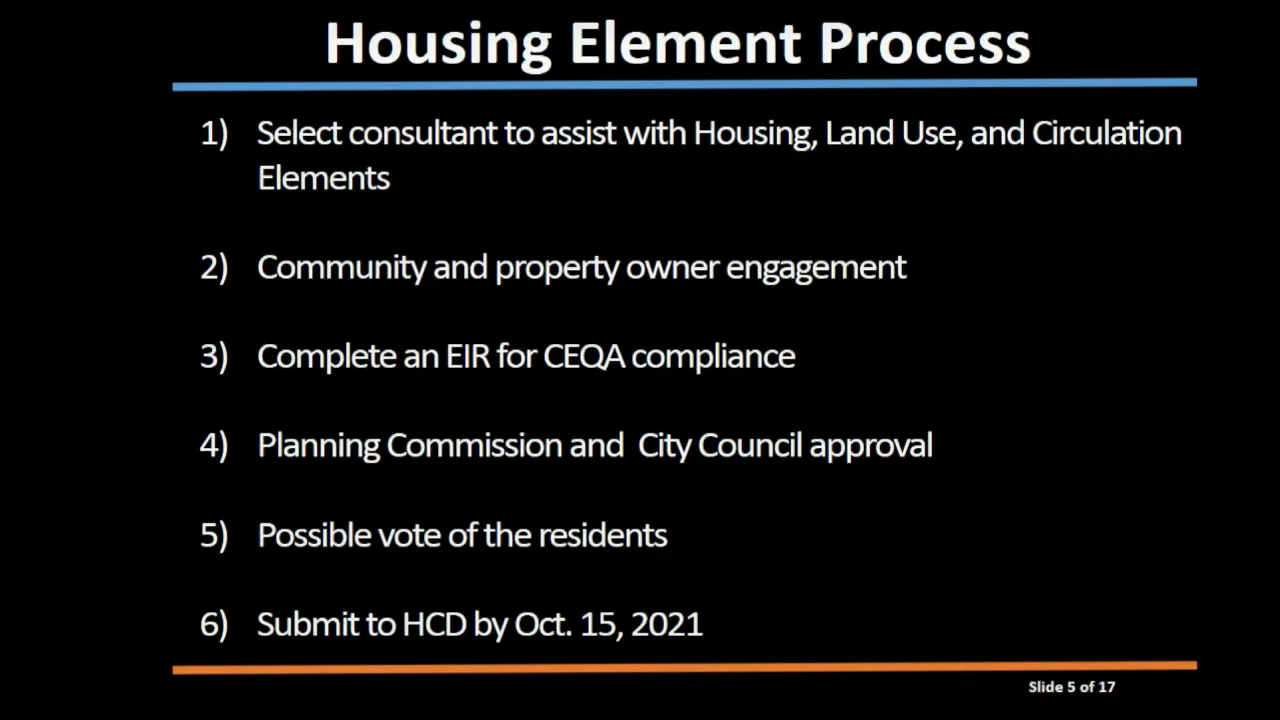 Housing Element Process
1) Select consultant to assist with Housing, Land Use, and Circulation
Elements
2) Community and property owner engagement
3) Complete an EIR for CEQA compliance
4) Planning Commission and City Council approval
5) Possible vote of the residents
6) Submit to HCD by Oct. 15, 2021
Slide 5 of 17